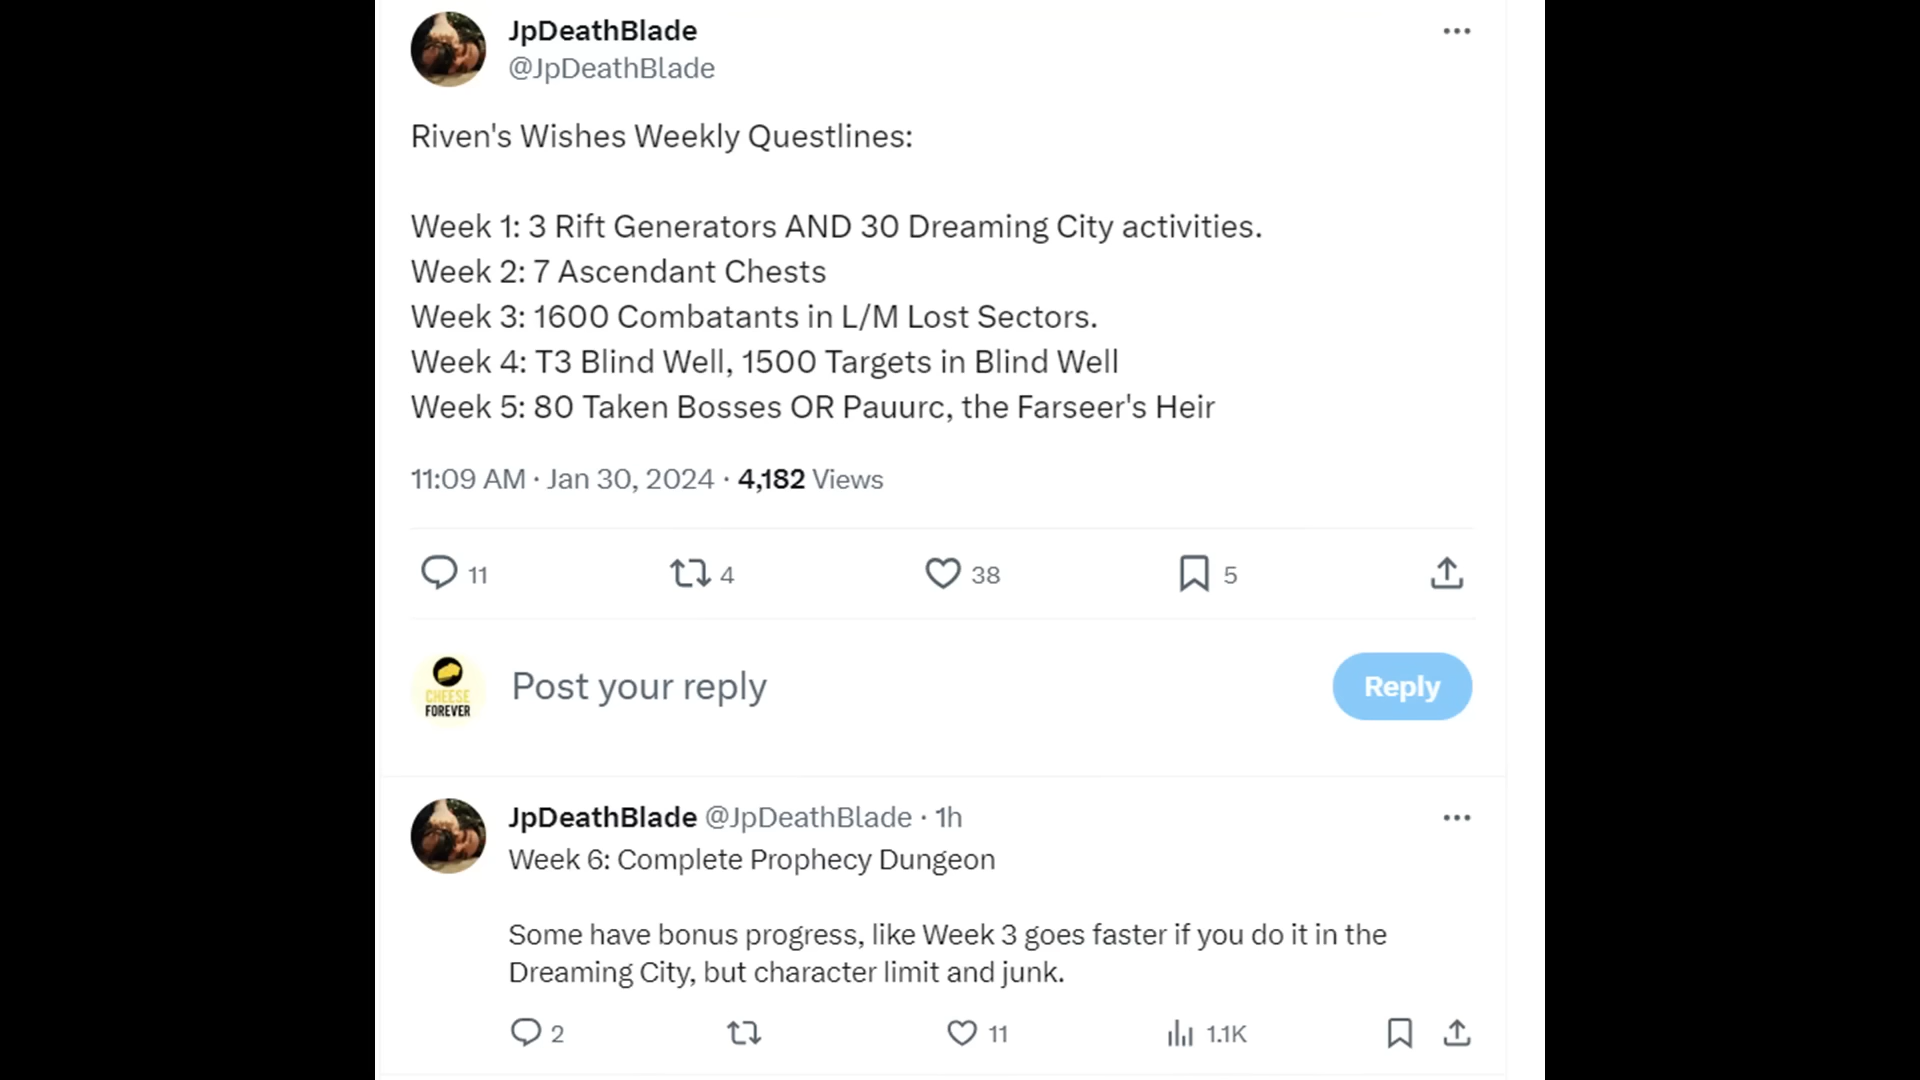 JpDeathBlade
@JpDeathBlade
Riven's Wishes Weekly Questlines:
Week 1: 3 Rift Generators AND 30 Dreaming City activities.
Week 2: 7 Ascendant Chests
Week 3: 1600 Combatants in L/M Lost Sectors.
Week 4: T3 Blind Well, 1500 Targets in Blind Well
Week 5: 80 Taken Bosses OR Pauurc, the Farseer's Heir
11:09 AM · Jan 30, 2024 · 4,182 Views
11 4 38 5
CHEESE
FOREVER
Post your reply
Reply
JpDeathBlade @JpDeathBlade · 1h
Week 6: Complete Prophecy Dungeon
Some have bonus progress, like Week 3 goes faster if you do it in the
Dreaming City, but character limit and junk.
2 11 1.1K